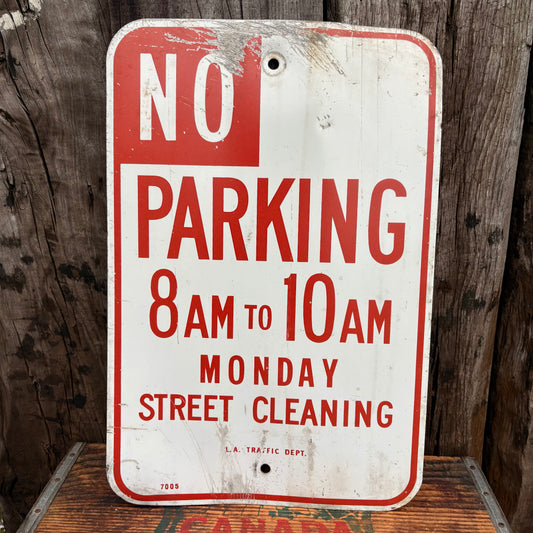 NO
PARKING
8AM TO 10AM
MONDAY
STREET CLEANING
L.A. TRAFFIC DEPT.
7005
CANADA